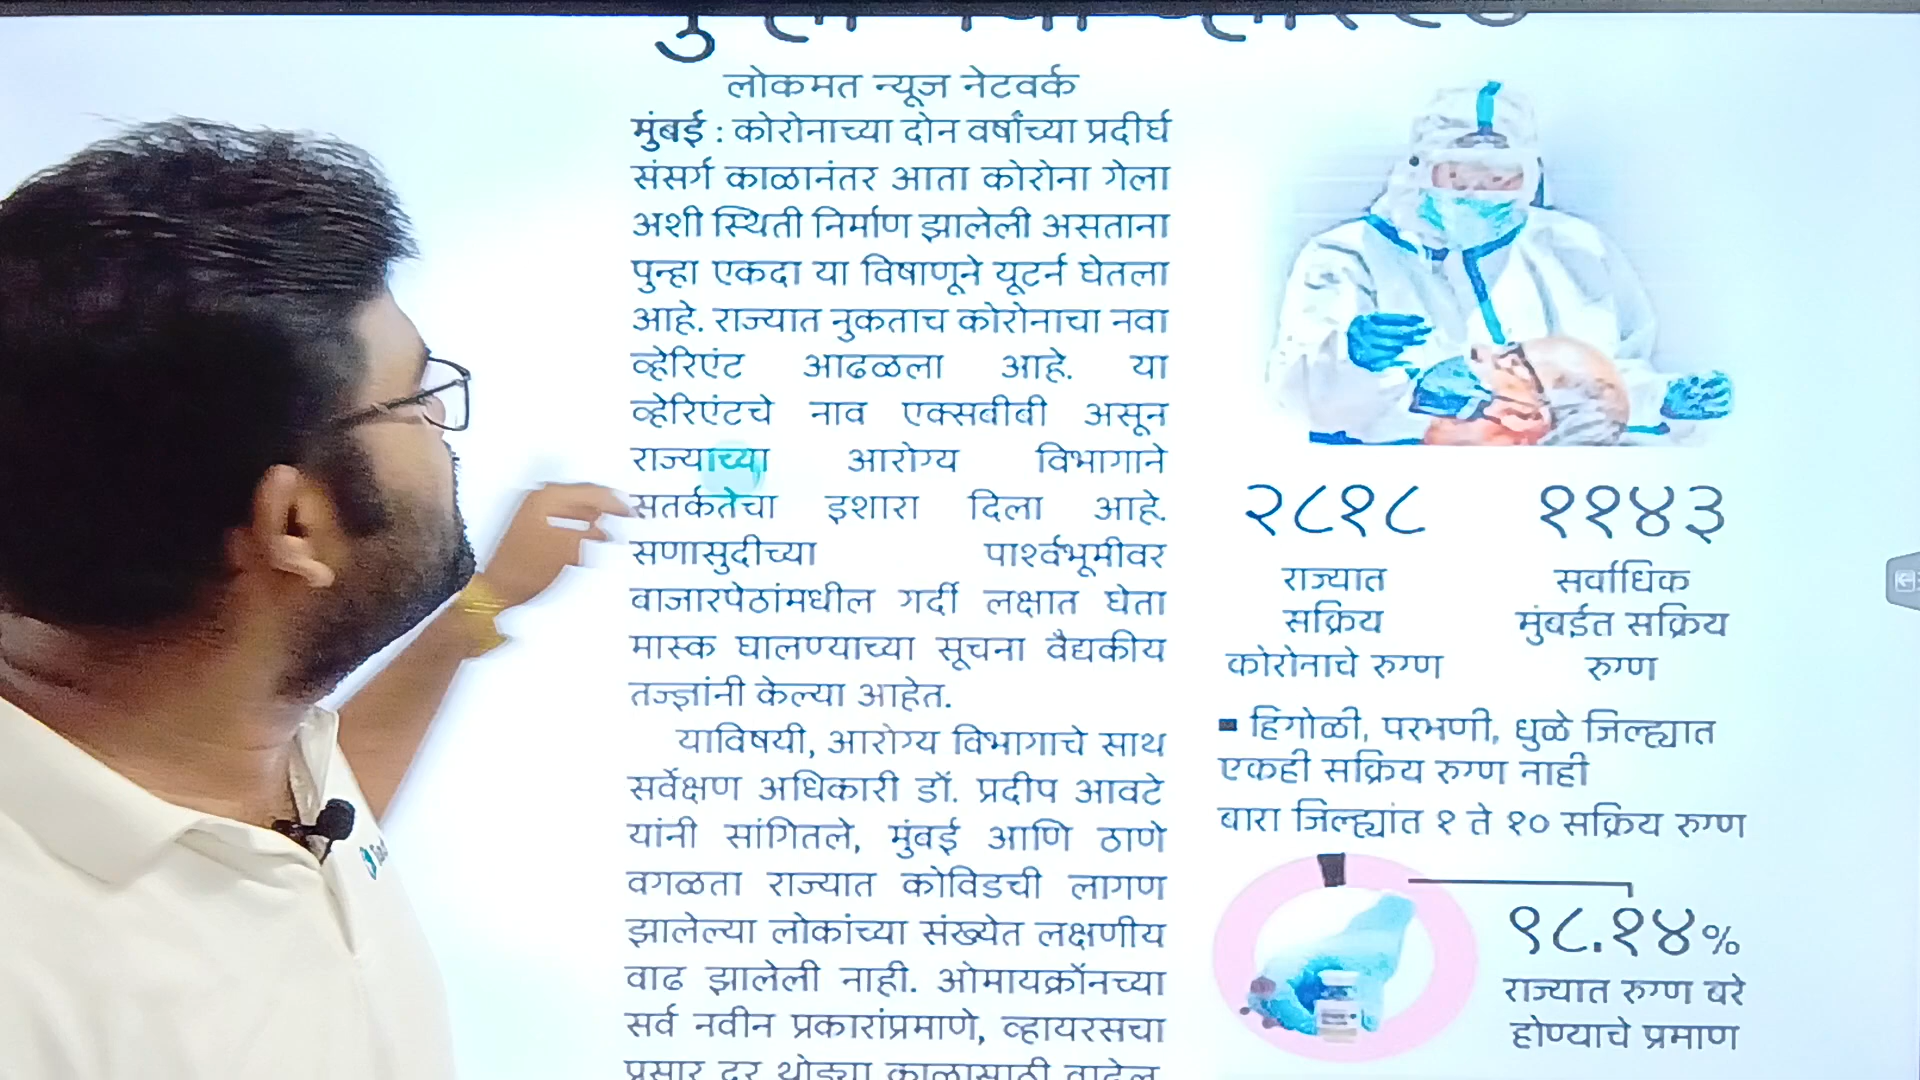 लोकमत न्यूज नेटवर्क
मुंबई : कोरोनाच्या दोन वर्षांच्या प्रदीर्घ
संसर्ग काळानंतर आता कोरोना गेला
अशी स्थिती निर्माण झालेली असताना
पुन्हा एकदा या विषाणूने यूटर्न घेतला
आहे. राज्यात नुकताच कोरोनाचा नवा
व्हेरिएंट आढळला आहे. या
व्हेरिएंटचे नाव एक्सबीबी असून
राज्याच्या आरोग्य विभागाने
सतर्कतेचा इशारा दिला आहे.
सणासुदीच्या पार्श्वभूमीवर
बाजारपेठांमधील गर्दी लक्षात घेता
मास्क घालण्याच्या सूचना वैद्यकीय
तज्ज्ञांनी केल्या आहेत.
याविषयी, आरोग्य विभागाचे साथ
सर्वेक्षण अधिकारी डॉ. प्रदीप आवटे
यांनी सांगितले, मुंबई आणि ठाणे
वगळता राज्यात कोविडची लागण
झालेल्या लोकांच्या संख्येत लक्षणीय
वाढ झालेली नाही. ओमायक्रॉनच्या
सर्व नवीन प्रकारांप्रमाणे, व्हायरसचा
प्रसार दर थोड्या काळासाठी वाढेल
२८१८
राज्यात
सक्रिय
कोरोनाचे रुग्ण
११४३
सर्वाधिक
मुंबईत सक्रिय
रुग्ण
हिंगोळी, परभणी, धुळे जिल्ह्यात
एकही सक्रिय रुग्ण नाही
बारा जिल्ह्यांत १ ते १० सक्रिय रुग्ण
९८.१४%
राज्यात रुग्ण बरे
होण्याचे प्रमाण